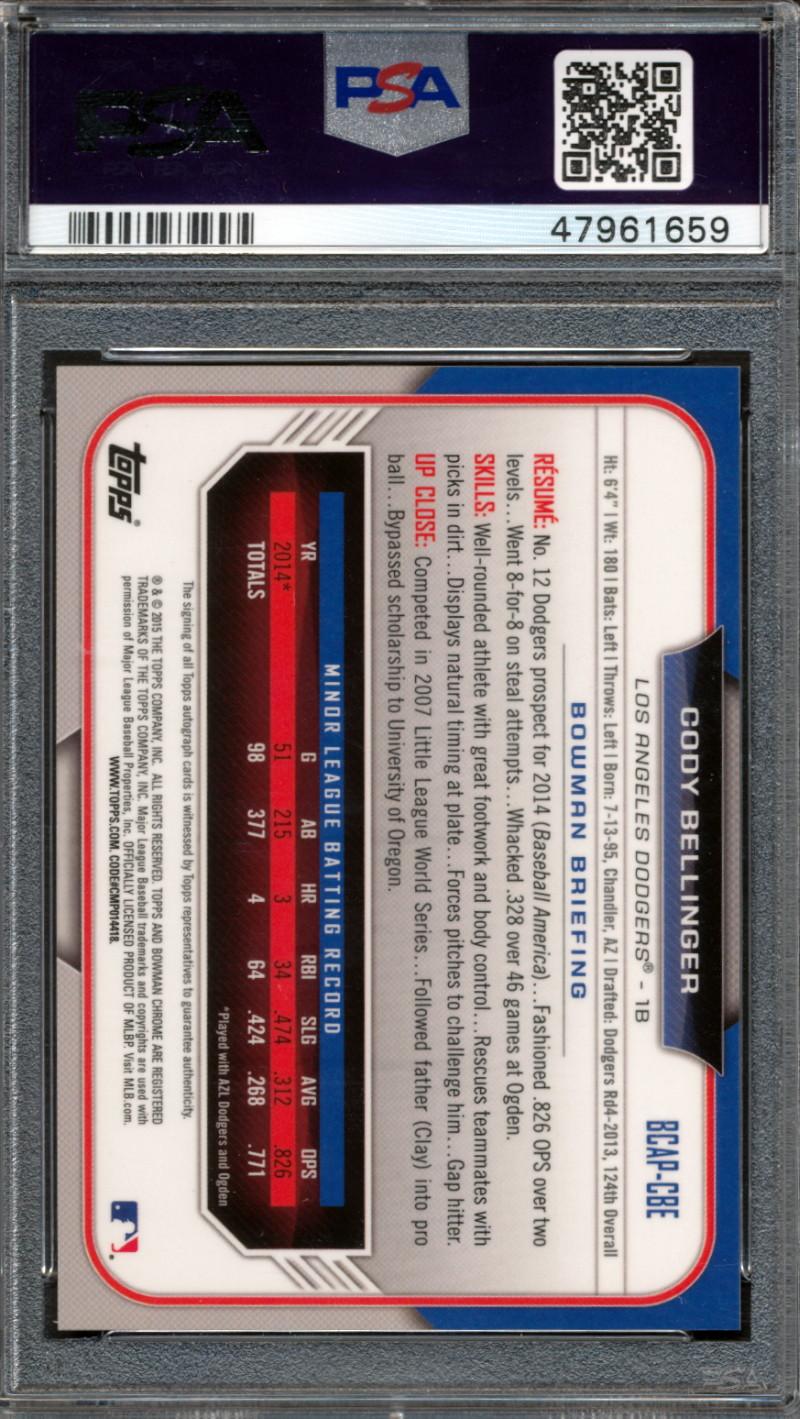 PSA
PSA
47961659
CODY BELLINGER
LOS ANGELES DODGERS® - 1B
BCAP-CBE
Ht: 6'4" | Wt: 180 | Bats: Left | Throws: Left | Born: 7-13-95, Chandler, AZ | Drafted: Dodgers Rd4-2013, 124th Overall
BOWMAN BRIEFING
RÉSUMÉ: No. 12 Dodgers prospect for 2014 (Baseball America)...Fashioned .826 OPS over two
levels...Went 8-for-8 on steal attempts...Whacked .328 over 46 games at Ogden.
SKILLS: Well-rounded athlete with great footwork and body control...Rescues teammates with
picks in dirt...Displays natural timing at plate...Forces pitches to challenge him...Gap hitter.
UP CLOSE: Competed in 2007 Little League World Series...Followed father (Clay) into pro
ball...Bypassed scholarship to University of Oregon.
MINOR LEAGUE BATTING RECORD
YR G AB HR RBI SLG AVG OPS
2014* 51 215 3 34 .474 .312 .826
TOTALS 98 377 4 64 .424 .268 .771
*Played with AZL Dodgers and Ogden
The signing of all Topps autograph cards is witnessed by Topps representatives to guarantee authenticity.
® & © 2015 THE TOPPS COMPANY, INC. ALL RIGHTS RESERVED. TOPPS AND BOWMAN CHROME ARE REGISTERED
TRADEMARKS OF THE TOPPS COMPANY, INC. Major League Baseball trademarks and copyrights are used with
permission of Major League Baseball Properties, Inc. OFFICIALLY LICENSED PRODUCT OF MLBP. Visit MLB.com.
WWW.TOPPS.COM. CODE#CMP014418.
topps®
PSA